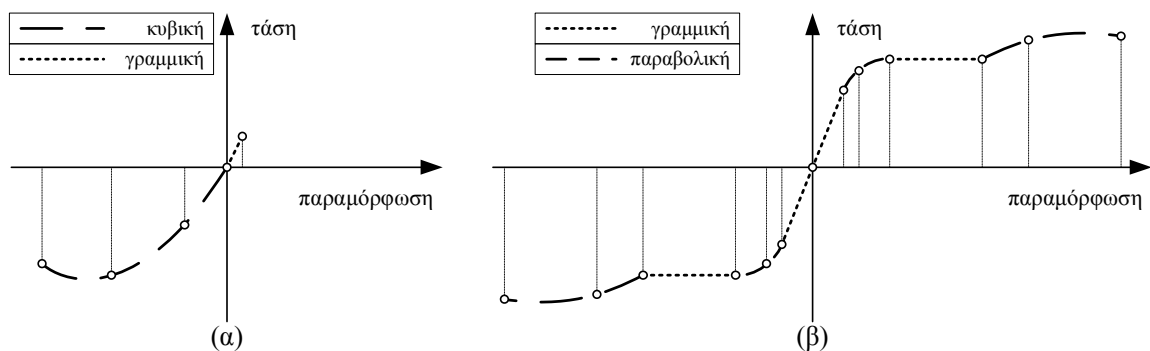 κυβική
γραμμική
τάση
παραμόρφωση
(α)
γραμμική
παραβολική
τάση
παραμόρφωση
(β)